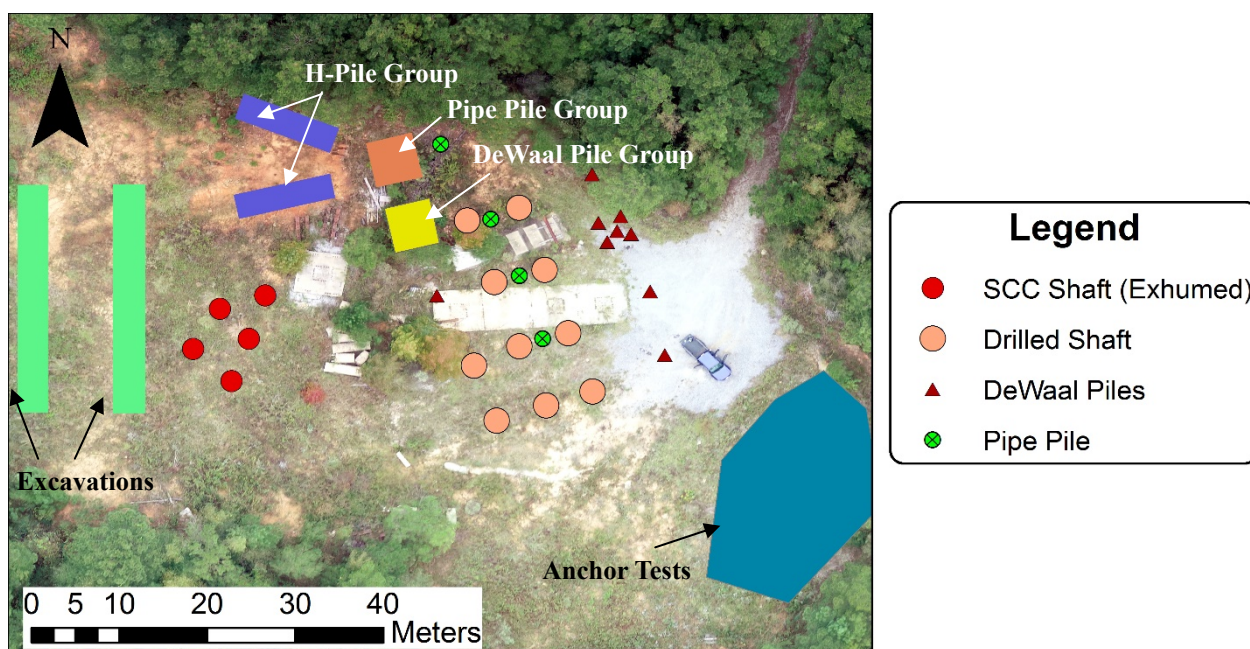 N
H-Pile Group
Pipe Pile Group
DeWaal Pile Group
Excavations
Anchor Tests
0 5 10 20 30 40
Meters
Legend
SCC Shaft (Exhumed)
Drilled Shaft
DeWaal Piles
Pipe Pile